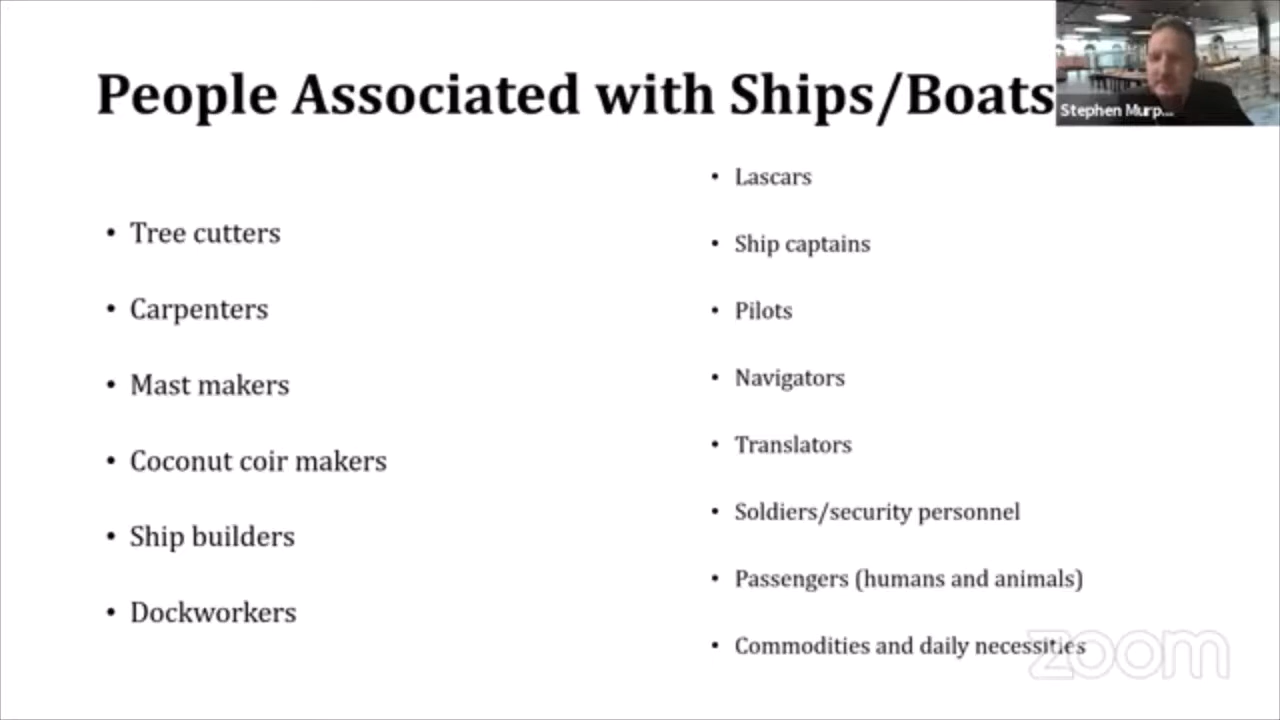 People Associated with Ships/Boats
Stephen Murp...
• Tree cutters
• Carpenters
• Mast makers
• Coconut coir makers
• Ship builders
• Dockworkers
• Lascars
• Ship captains
• Pilots
• Navigators
• Translators
• Soldiers/security personnel
• Passengers (humans and animals)
• Commodities and daily necessities
zoom